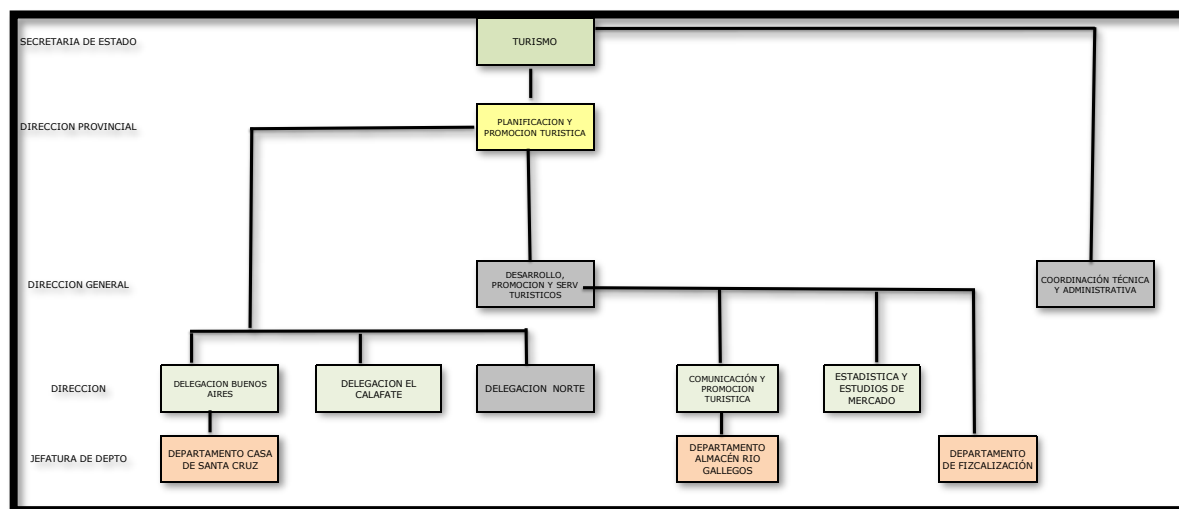 SECRETARIA DE ESTADO
TURISMO
DIRECCION PROVINCIAL
PLANIFICACION Y
PROMOCION TURISTICA
DIRECCION GENERAL
DESARROLLO,
PROMOCION Y SERV
TURISTICOS
COORDINACIÓN TÉCNICA
Y ADMINISTRATIVA
DIRECCION
DELEGACION BUENOS
AIRES
DELEGACION EL
CALAFATE
DELEGACION NORTE
COMUNICACIÓN Y
PROMOCION
TURISTICA
ESTADISTICA Y
ESTUDIOS DE
MERCADO
JEFATURA DE DEPTO
DEPARTAMENTO CASA
DE SANTA CRUZ
DEPARTAMENTO
ALMACÉN RIO
GALLEGOS
DEPARTAMENTO
DE FIZCALIZACIÓN